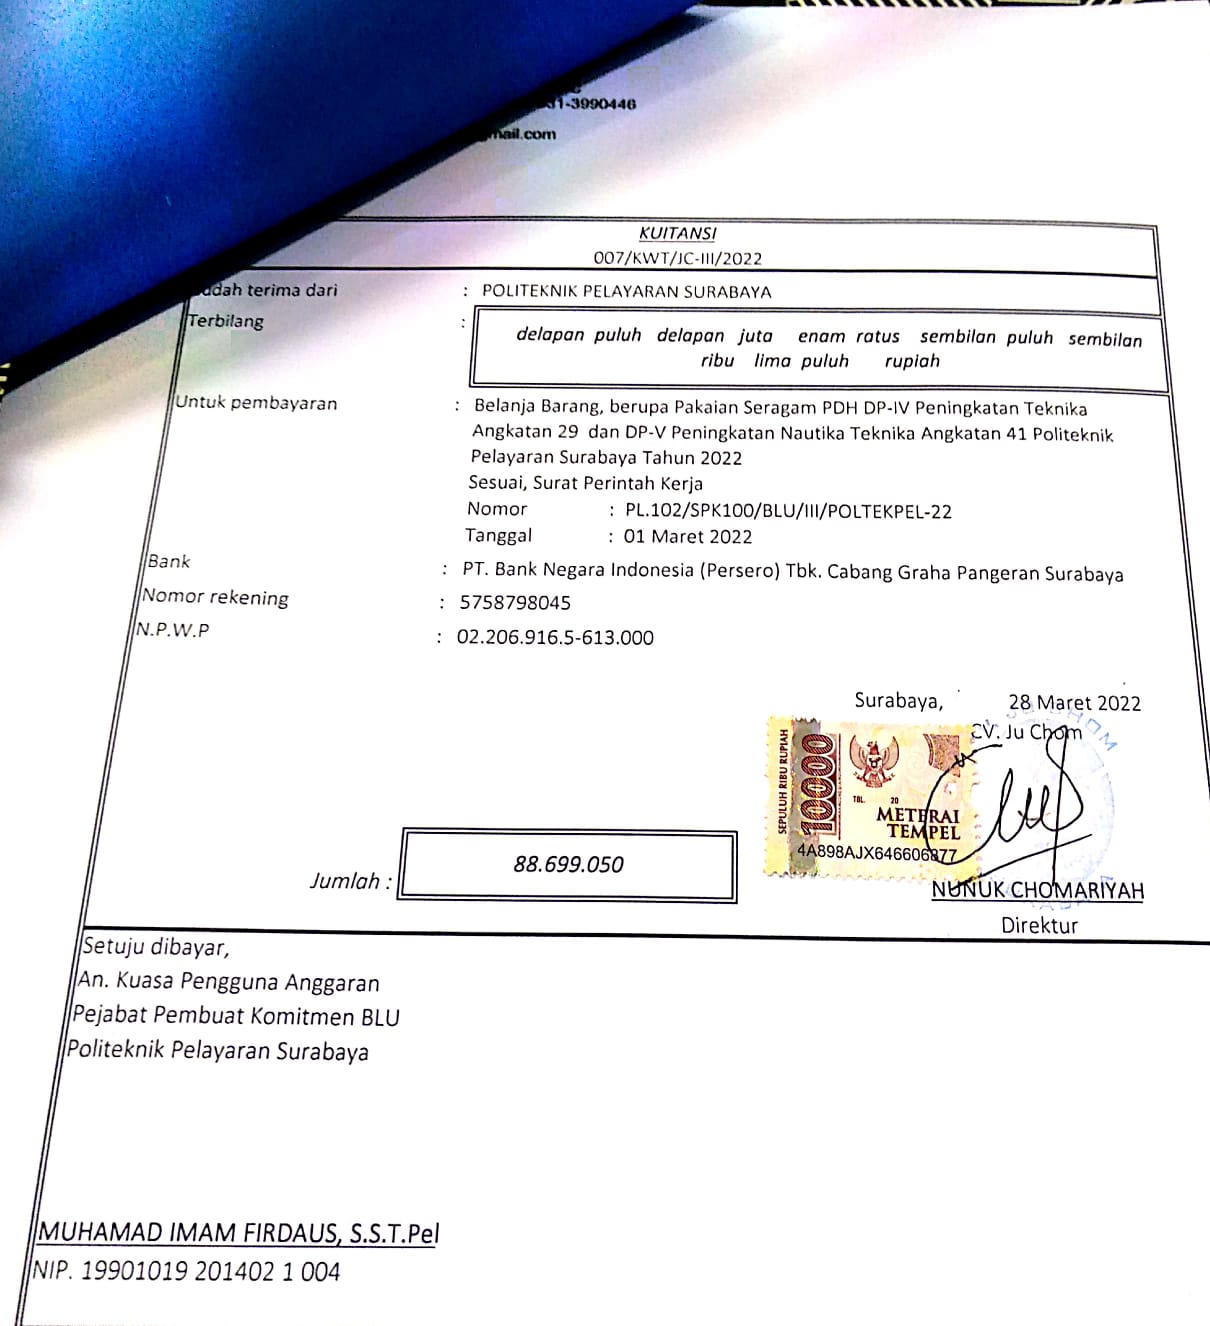 31-3990446
mail.com
KUITANSI
007/KWT/JC-III/2022
dah terima dari : POLITEKNIK PELAYARAN SURABAYA
Terbilang : delapan puluh delapan juta enam ratus sembilan puluh sembilan
ribu lima puluh rupiah
Untuk pembayaran : Belanja Barang, berupa Pakaian Seragam PDH DP-IV Peningkatan Teknika
Angkatan 29 dan DP-V Peningkatan Nautika Teknika Angkatan 41 Politeknik
Pelayaran Surabaya Tahun 2022
Sesuai, Surat Perintah Kerja
Nomor : PL.102/SPK100/BLU/III/POLTEKPEL-22
Tanggal : 01 Maret 2022
Bank : PT. Bank Negara Indonesia (Persero) Tbk. Cabang Graha Pangeran Surabaya
Nomor rekening : 5758798045
N.P.W.P : 02.206.916.5-613.000
Surabaya, 28 Maret 2022
CV. Ju Chom
SEPULUH RIBU RUPIAH
10000
TBL. 20
METERAI
TEMPEL
4A898AJX646606877
Jumlah : 88.699.050
NUNUK CHOMARIYAH
Direktur
Setuju dibayar,
An. Kuasa Pengguna Anggaran
Pejabat Pembuat Komitmen BLU
Politeknik Pelayaran Surabaya
MUHAMAD IMAM FIRDAUS, S.S.T.Pel
NIP. 19901019 201402 1 004